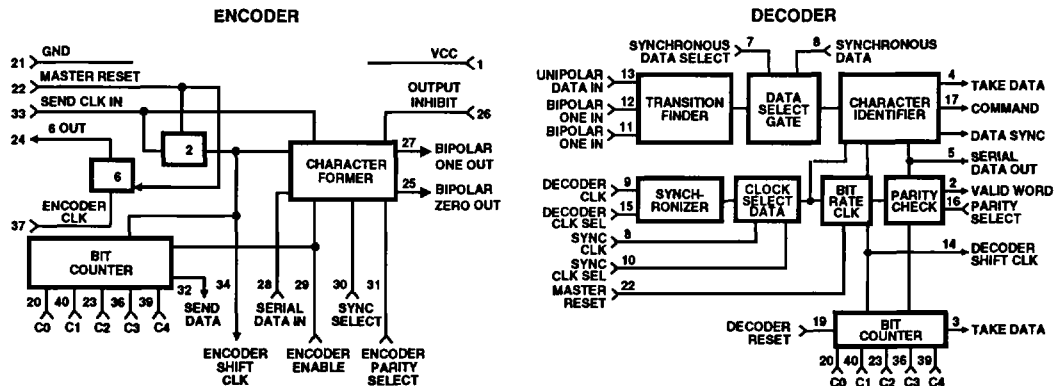 ENCODER
21
GND
VCC
1
22
MASTER RESET
33
SEND CLK IN
OUTPUT
INHIBIT
26
24
6 OUT
2
6
CHARACTER
FORMER
27
BIPOLAR
ONE OUT
25
BIPOLAR
ZERO OUT
37
ENCODER
CLK
BIT
COUNTER
20
40
23
36
39
C0
C1
C2
C3
C4
32
SEND
DATA
34
ENCODER
SHIFT
CLK
28
SERIAL
DATA IN
29
ENCODER
ENABLE
30
SYNC
SELECT
31
ENCODER
PARITY
SELECT
DECODER
SYNCHRONOUS
DATA SELECT
7
8
SYNCHRONOUS
DATA
UNIPOLAR
DATA IN
13
BIPOLAR
ONE IN
12
BIPOLAR
ONE IN
11
TRANSITION
FINDER
DATA
SELECT
GATE
CHARACTER
IDENTIFIER
4
TAKE DATA
17
COMMAND
DATA SYNC
5
SERIAL
DATA OUT
DECODER
CLK
9
DECODER
CLK SEL
15
SYNCH-
RONIZER
CLOCK
SELECT
DATA
BIT
RATE
CLK
PARITY
CHECK
2
VALID WORD
16
PARITY
SELECT
SYNC
CLK
8
SYNC
CLK SEL
10
MASTER
RESET
22
14
DECODER
SHIFT CLK
DECODER
RESET
19
BIT
COUNTER
3
TAKE DATA
20
40
23
36
39
C0
C1
C2
C3
C4